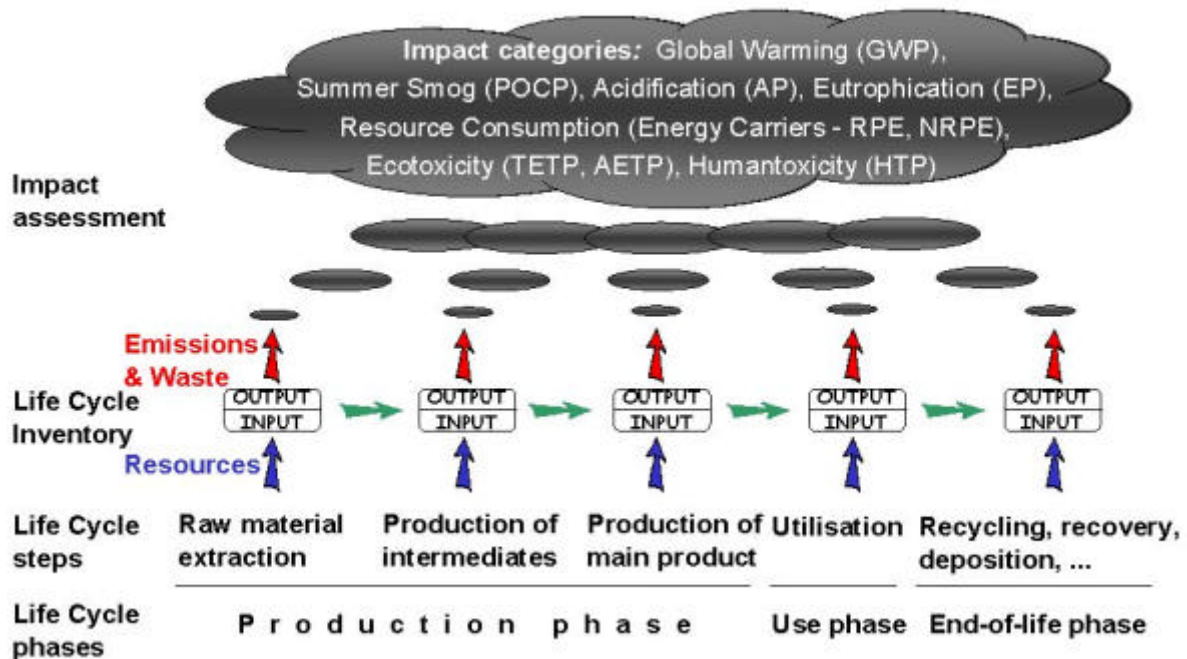 Impact categories: Global Warming (GWP),
Summer Smog (POCP), Acidification (AP), Eutrophication (EP),
Resource Consumption (Energy Carriers - RPE, NRPE),
Ecotoxicity (TETP, AETP), Humantoxicity (HTP)
Impact
assessment
Emissions
& Waste
OUTPUT OUTPUT OUTPUT OUTPUT OUTPUT
Life Cycle
Inventory
INPUT INPUT INPUT INPUT INPUT
Resources
Life Cycle
steps
Raw material
extraction
Production of
intermediates
Production of
main product
Utilisation
Recycling, recovery,
deposition, ...
Life Cycle
phases
Production phase
Use phase
End-of-life phase